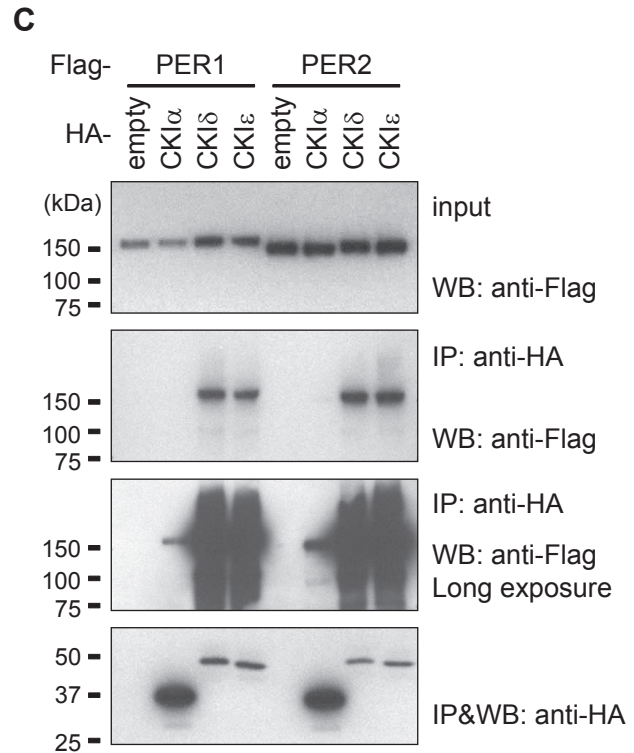 C
Flag- PER1 PER2
HA- empty CKIα CKIδ CKIε empty CKIα CKIδ CKIε
(kDa)
input
150
100
75
WB: anti-Flag
IP: anti-HA
150
100
75
WB: anti-Flag
IP: anti-HA
150
WB: anti-Flag
100
Long exposure
75
50
37
25
IP&WB: anti-HA